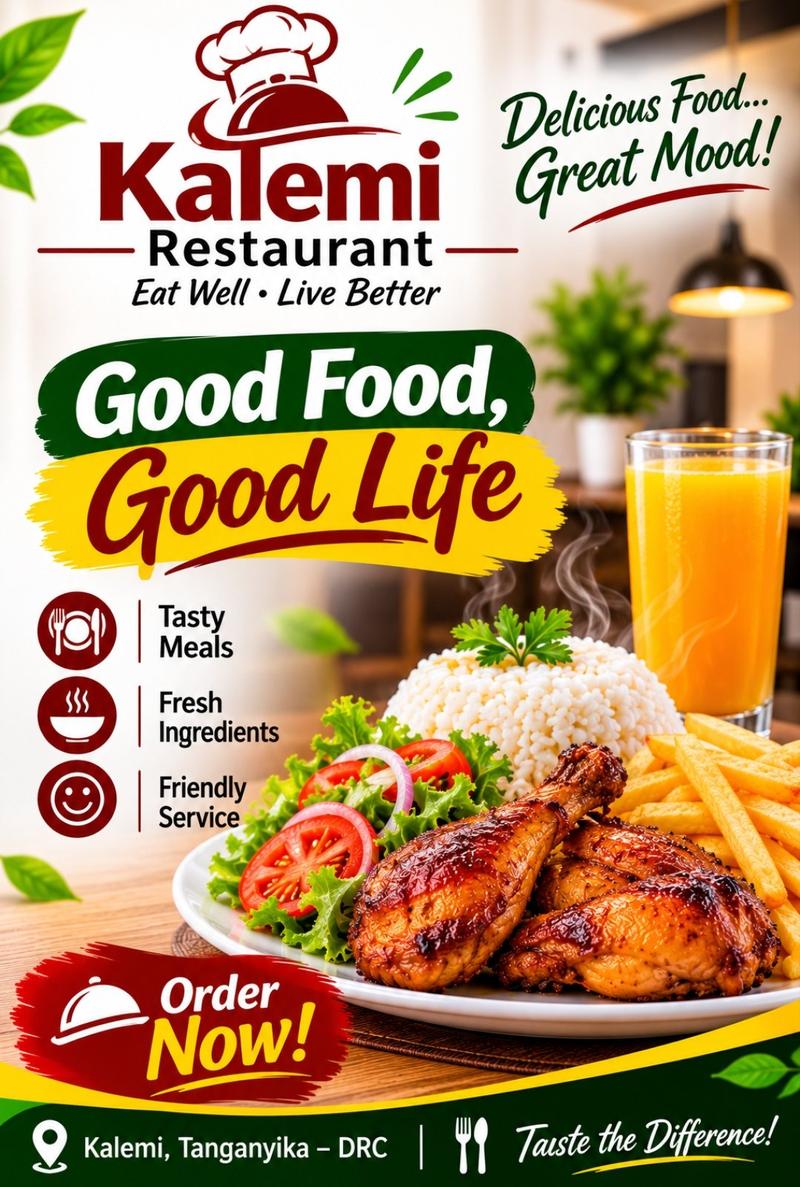 Kalemi
Restaurant
Eat Well • Live Better
Delicious Food...
Great Mood!
Good Food,
Good Life
Tasty
Meals
Fresh
Ingredients
Friendly
Service
Order
Now!
Kalemi, Tanganyika – DRC
Tauste the Difference!